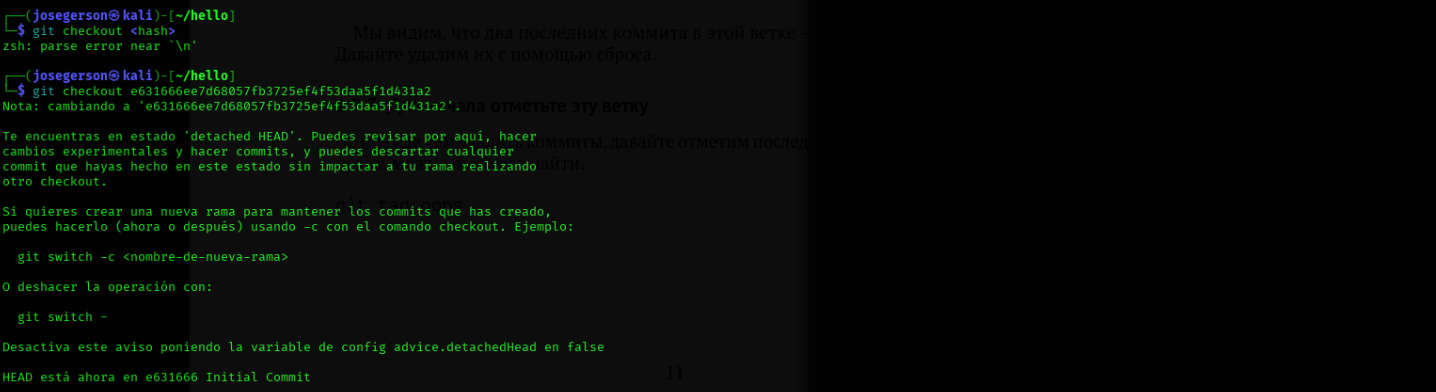 ┌──(josegerson㉿kali)-[~/hello]
└─$ git checkout <hash>
zsh: parse error near `\n'
┌──(josegerson㉿kali)-[~/hello]
└─$ git checkout e631666ee7d68057fb3725ef4f53daa5f1d431a2
Nota: cambiando a 'e631666ee7d68057fb3725ef4f53daa5f1d431a2'.
Te encuentras en estado 'detached HEAD'. Puedes revisar por aquí, hacer
cambios experimentales y hacer commits, y puedes descartar cualquier
commit que hayas hecho en este estado sin impactar a tu rama realizando
otro checkout.
Si quieres crear una nueva rama para mantener los commits que has creado,
puedes hacerlo (ahora o después) usando -c con el comando checkout. Ejemplo:
git switch -c <nombre-de-nueva-rama>
O deshacer la operación con:
git switch -
Desactiva este aviso poniendo la variable de config advice.detachedHead en false
HEAD está ahora en e631666 Initial Commit
Мы видим, что два последних коммита в этой ветке –
Давайте удалим их с помощью сброса.
отметьте эту ветку
коммиты, давайте отметим послед
найти.
11